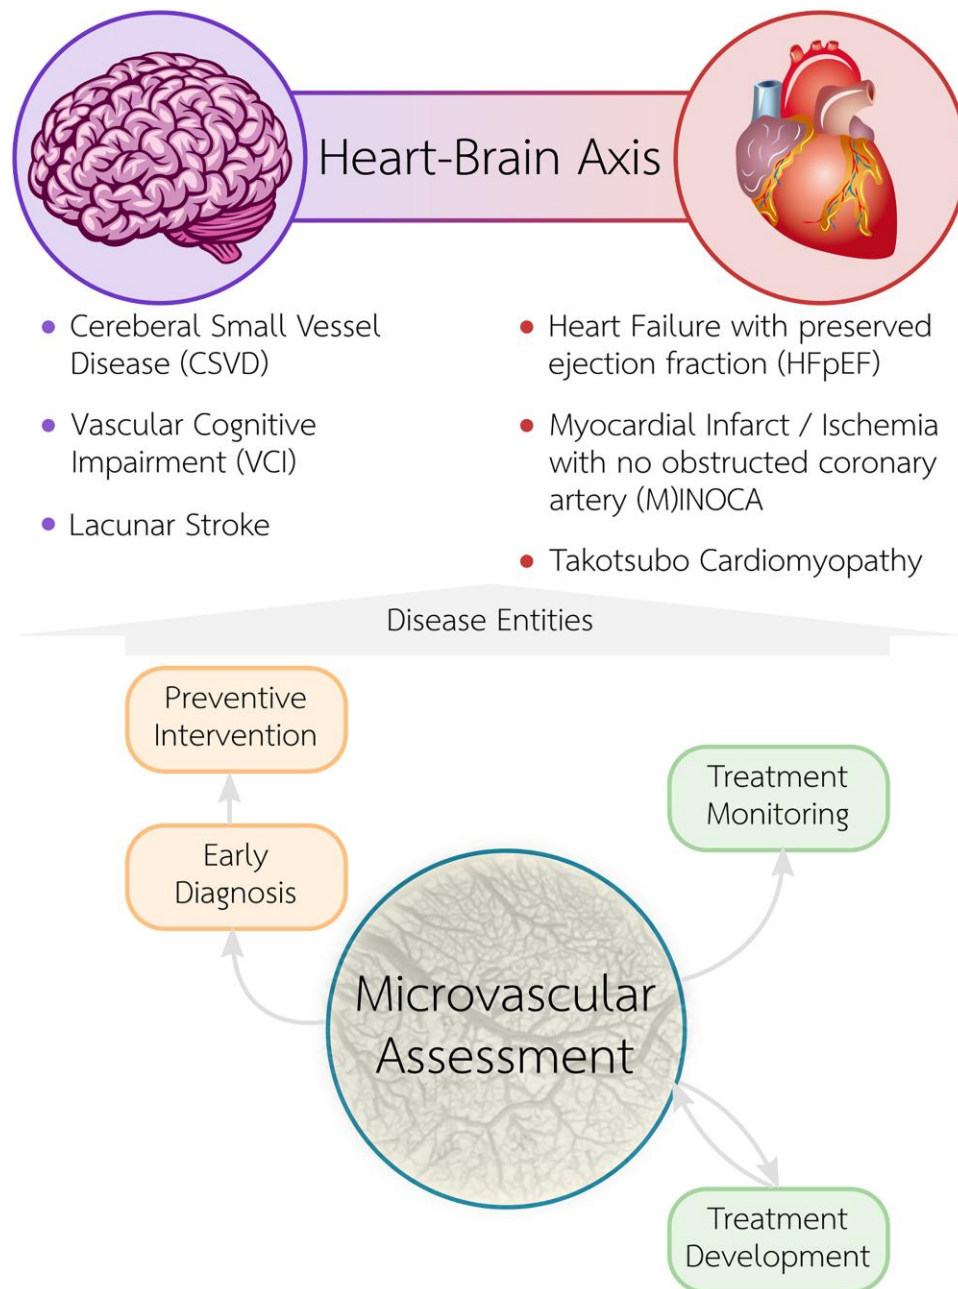 Heart-Brain Axis
Cereberal Small Vessel
Disease (CSVD)
Vascular Cognitive
Impairment (VCI)
Lacunar Stroke
Heart Failure with preserved
ejection fraction (HFpEF)
Myocardial Infarct / Ischemia
with no obstructed coronary
artery (M)INOCA
Takotsubo Cardiomyopathy
Disease Entities
Preventive
Intervention
Early
Diagnosis
Treatment
Monitoring
Microvascular
Assessment
Treatment
Development